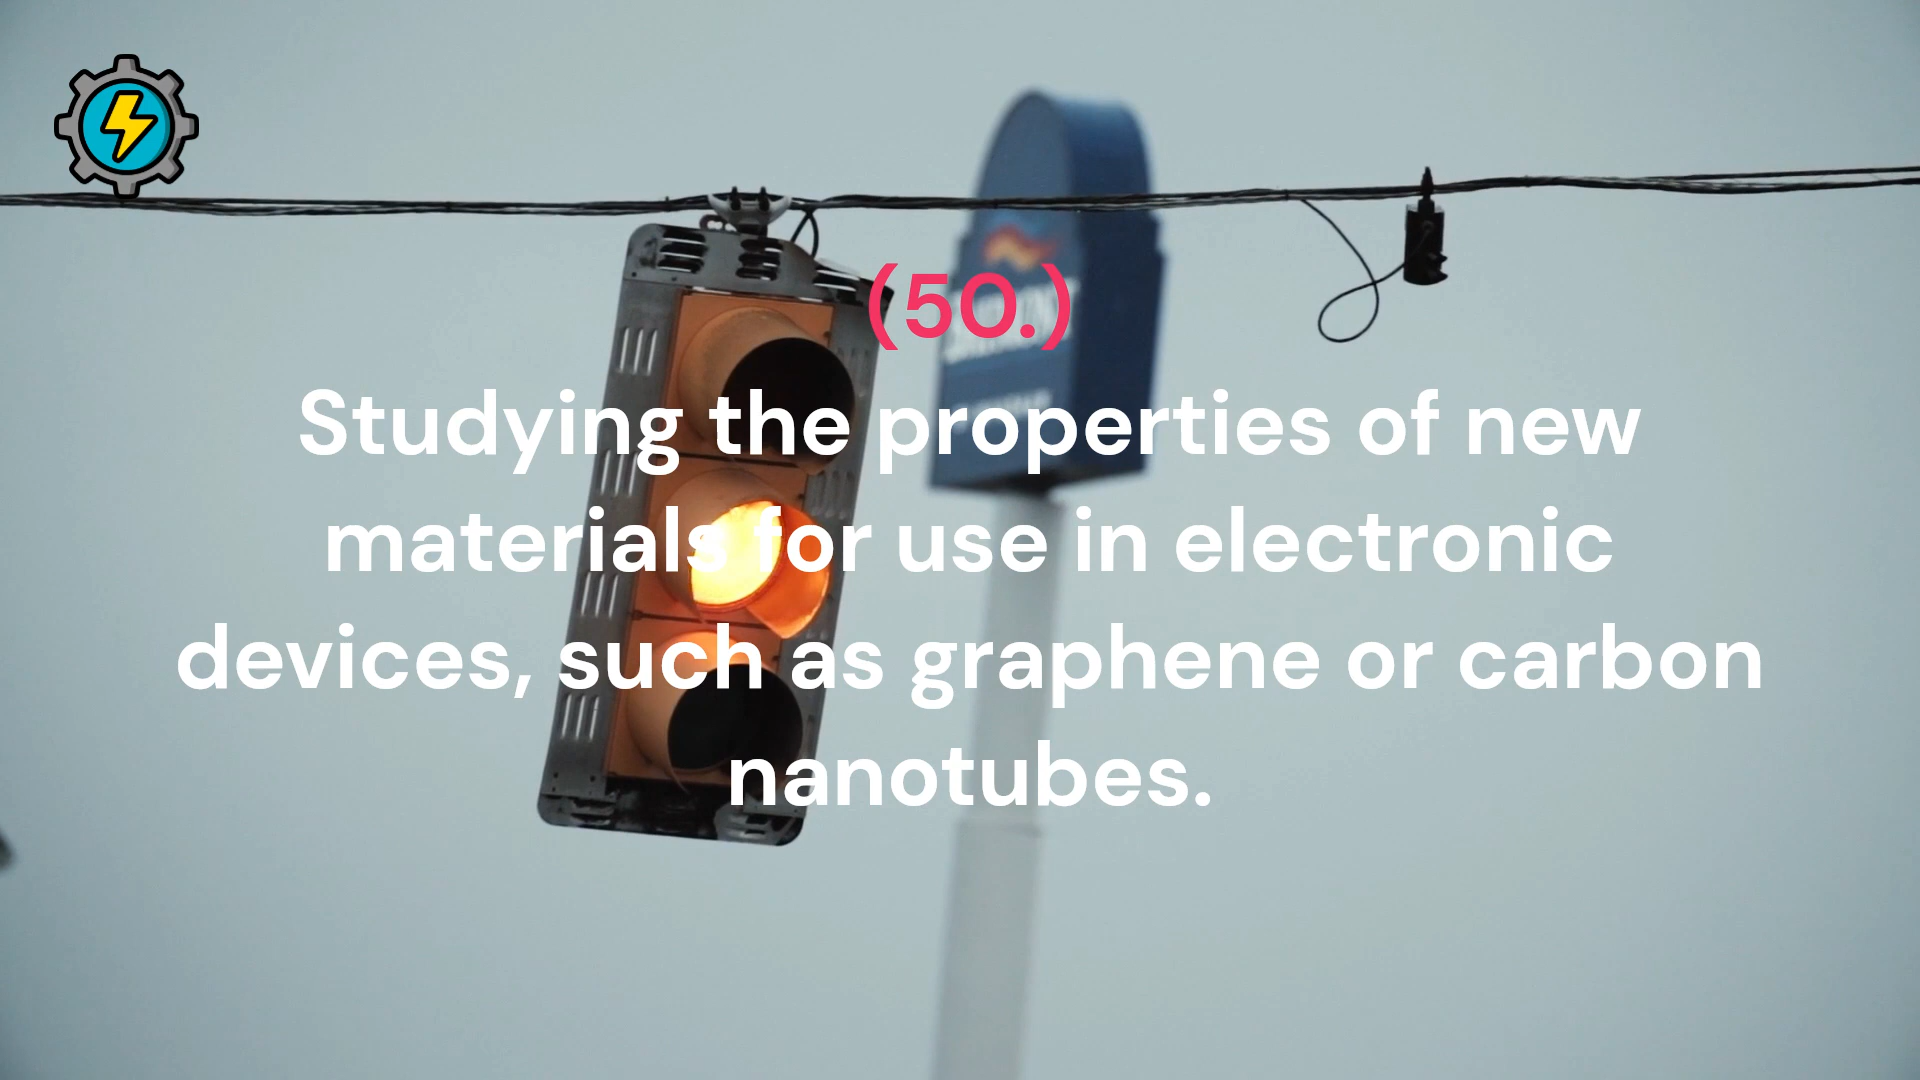 (50.)
Studying the properties of new
materials for use in electronic
devices, such as graphene or carbon
nanotubes.